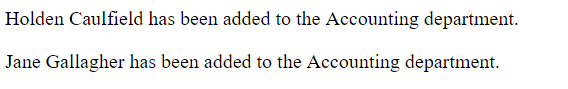 Holden Caulfield has been added to the Accounting department.
Jane Gallagher has been added to the Accounting department.